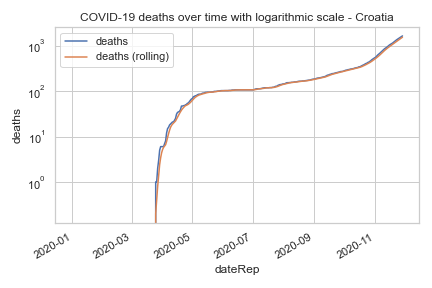 COVID-19 deaths over time with logarithmic scale - Croatia
deaths
deaths (rolling)
10³
10²
10¹
10⁰
deaths
2020-01
2020-03
2020-05
2020-07
2020-09
2020-11
dateRep